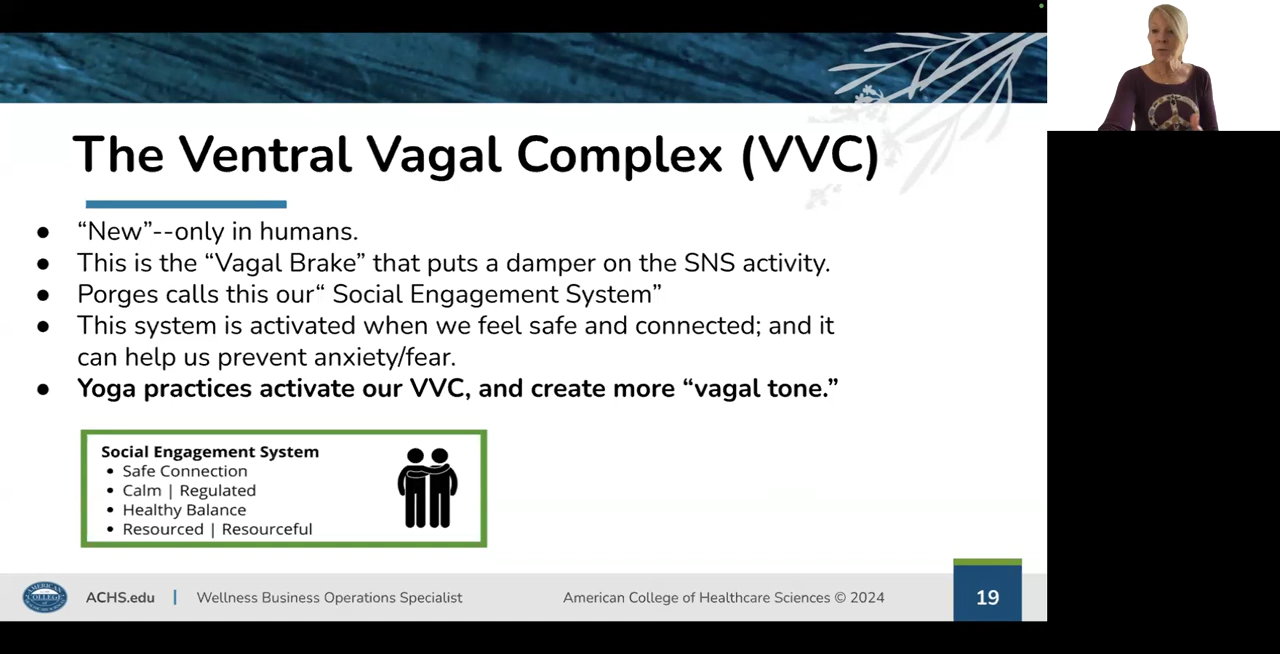 The Ventral Vagal Complex (VVC)
● “New”--only in humans.
● This is the “Vagal Brake” that puts a damper on the SNS activity.
● Porges calls this our“ Social Engagement System”
● This system is activated when we feel safe and connected; and it
can help us prevent anxiety/fear.
● Yoga practices activate our VVC, and create more “vagal tone.”
Social Engagement System
• Safe Connection
• Calm | Regulated
• Healthy Balance
• Resourced | Resourceful
ACHS.edu | Wellness Business Operations Specialist American College of Healthcare Sciences © 2024 19